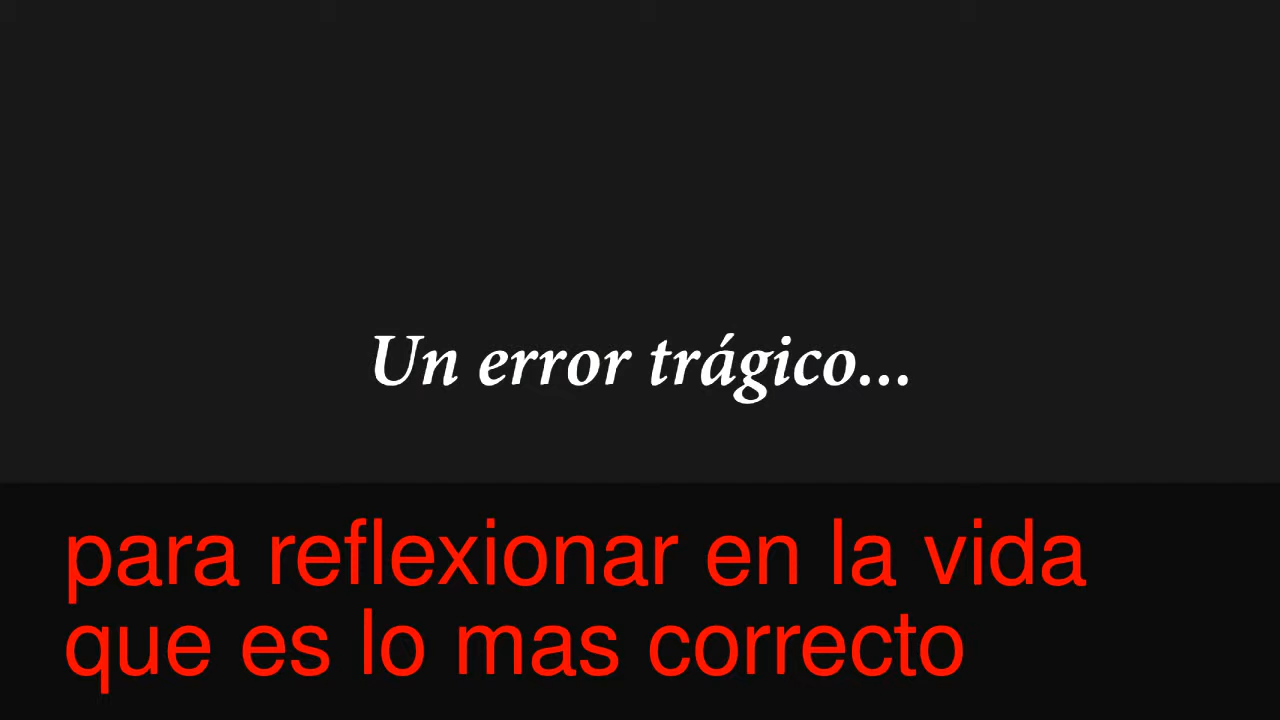 Un error trágico...
para reflexionar en la vida
que es lo mas correcto